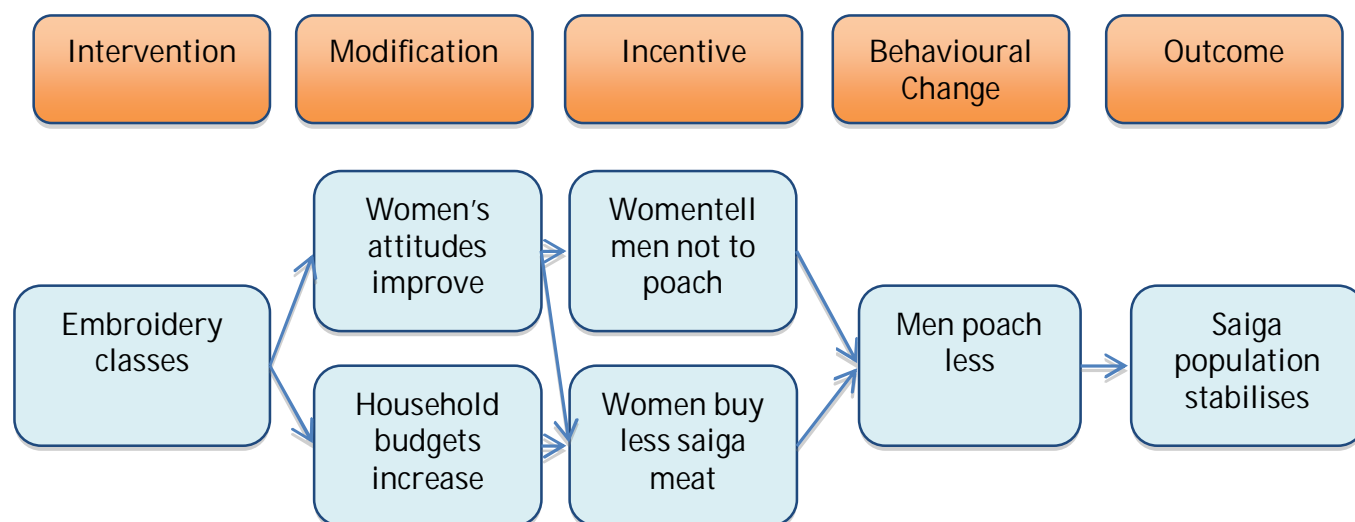 Intervention
Modification
Incentive
Behavioural
Change
Outcome
Embroidery
classes
Women's
attitudes
improve
Household
budgets
increase
Womentell
men not to
poach
Women buy
less saiga
meat
Men poach
less
Saiga
population
stabilises